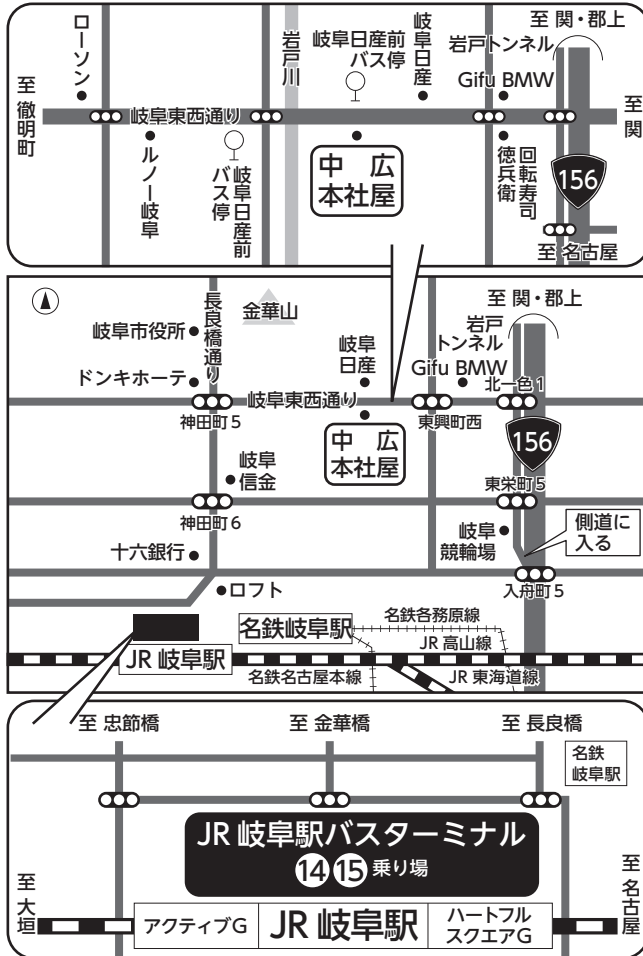 至 関・郡上
ローソン
岩戸川
岐阜日産前
バス停
岐阜日産
岩戸トンネル
Gifu BMW
至 徹明町
岐阜東西通り
至 関
ルノー岐阜
岐阜日産前
バス停
中 広
本社屋
回転寿司
徳兵衛
156
至 名古屋
長良橋通り
金華山
至 関・郡上
岐阜市役所
岐阜
日産
岩戸
トンネル
Gifu BMW
ドンキホーテ
北一色1
岐阜東西通り
神田町5
東興町西
中 広
本社屋
156
岐阜
信金
東栄町5
神田町6
岐阜
競輪場
側道に
入る
十六銀行
入舟町5
ロフト
名鉄岐阜駅
名鉄各務原線
JR 高山線
JR 岐阜駅
名鉄名古屋本線
JR 東海道線
至 忠節橋
至 金華橋
至 長良橋
名鉄
岐阜駅
JR 岐阜駅バスターミナル
14 15 乗り場
至 大垣
アクティブG
JR 岐阜駅
ハートフル
スクエアG
至 名古屋